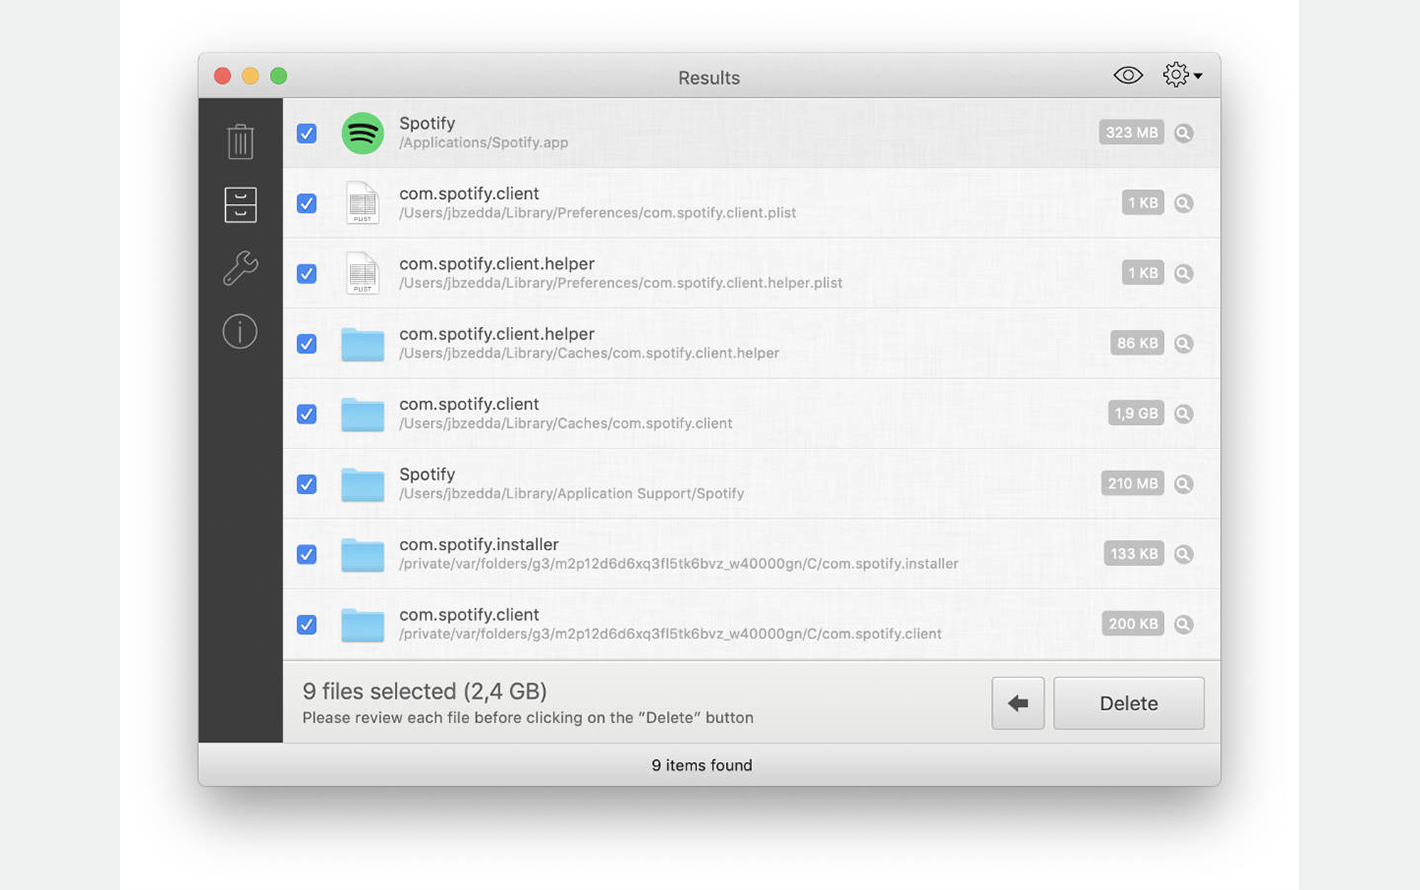 Results
Spotify
/Applications/Spotify.app
323 MB
com.spotify.client
/Users/jbzedda/Library/Preferences/com.spotify.client.plist
1 KB
PLIST
com.spotify.client.helper
/Users/jbzedda/Library/Preferences/com.spotify.client.helper.plist
1 KB
PLIST
com.spotify.client.helper
/Users/jbzedda/Library/Caches/com.spotify.client.helper
86 KB
com.spotify.client
/Users/jbzedda/Library/Caches/com.spotify.client
1,9 GB
Spotify
/Users/jbzedda/Library/Application Support/Spotify
210 MB
com.spotify.installer
/private/var/folders/g3/m2p12d6d6xq3fl5tk6bvz_w40000gn/C/com.spotify.installer
133 KB
com.spotify.client
/private/var/folders/g3/m2p12d6d6xq3fl5tk6bvz_w40000gn/C/com.spotify.client
200 KB
9 files selected (2,4 GB)
Please review each file before clicking on the "Delete" button
Delete
9 items found